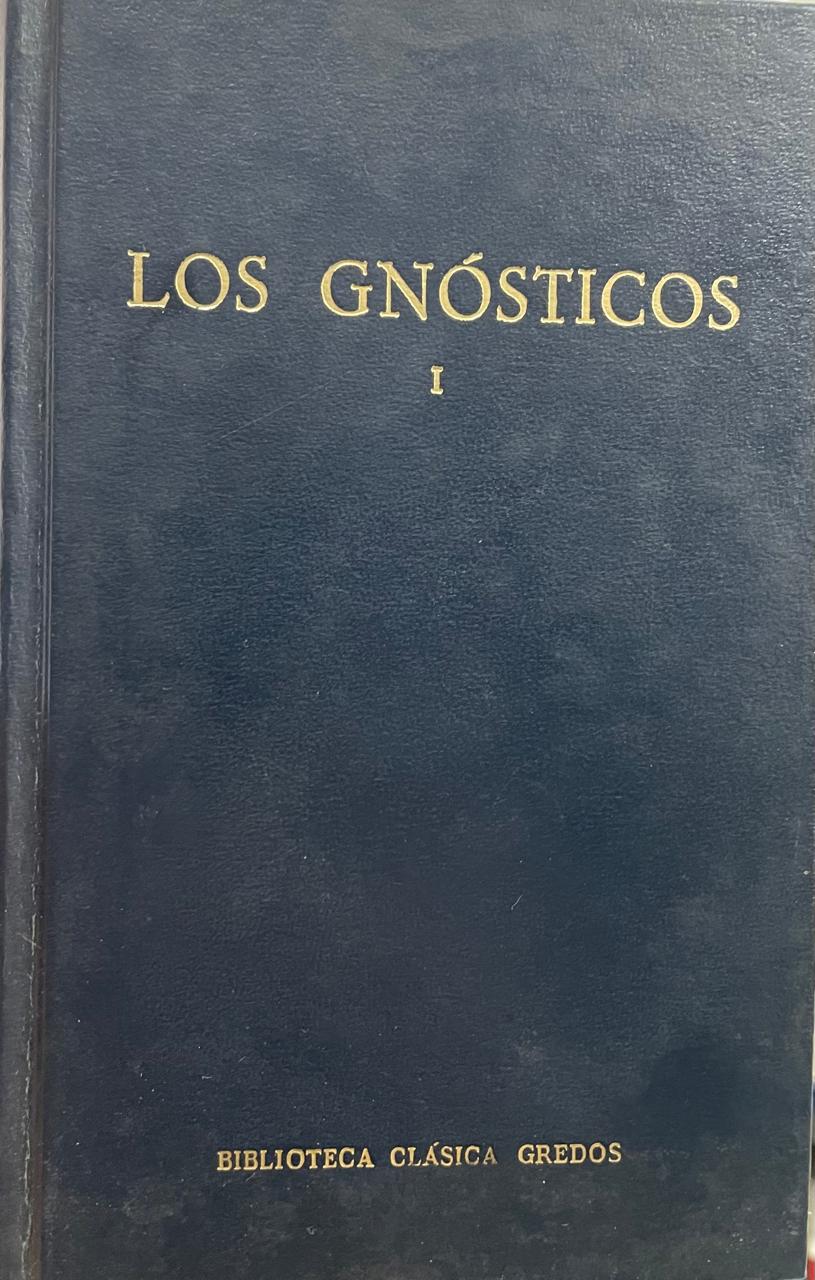 LOS GNÓSTICOS
I
BIBLIOTECA CLÁSICA GREDOS